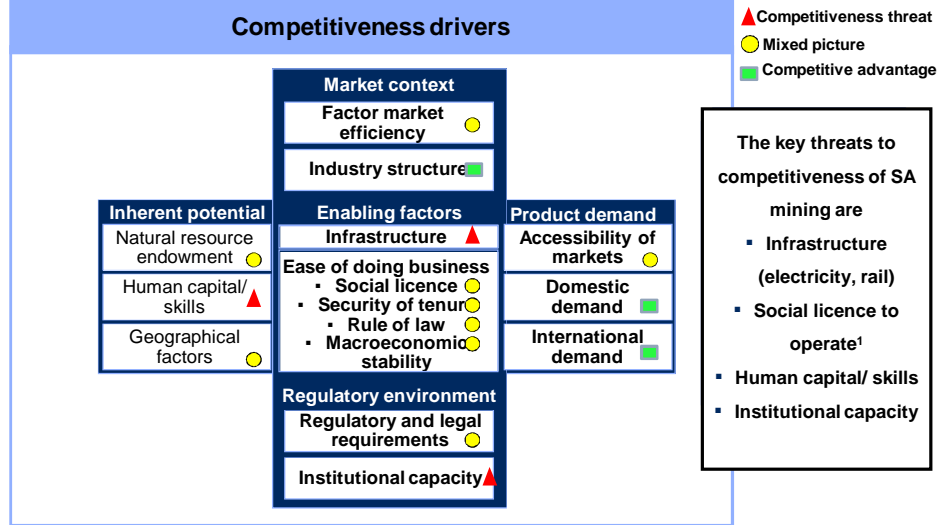 Competitiveness drivers
Competitiveness threat
Mixed picture
Competitive advantage
Market context
Factor market
efficiency
Industry structure
Inherent potential
Natural resource
endowment
Human capital/
skills
Geographical
factors
Enabling factors
Infrastructure
Ease of doing business
▪ Social licence
▪ Security of tenur
▪ Rule of law
▪ Macroeconomic
stability
Product demand
Accessibility of
markets
Domestic
demand
International
demand
Regulatory environment
Regulatory and legal
requirements
Institutional capacity
The key threats to
competitiveness of SA
mining are
▪ Infrastructure
(electricity, rail)
▪ Social licence to
operate¹
▪ Human capital/ skills
▪ Institutional capacity